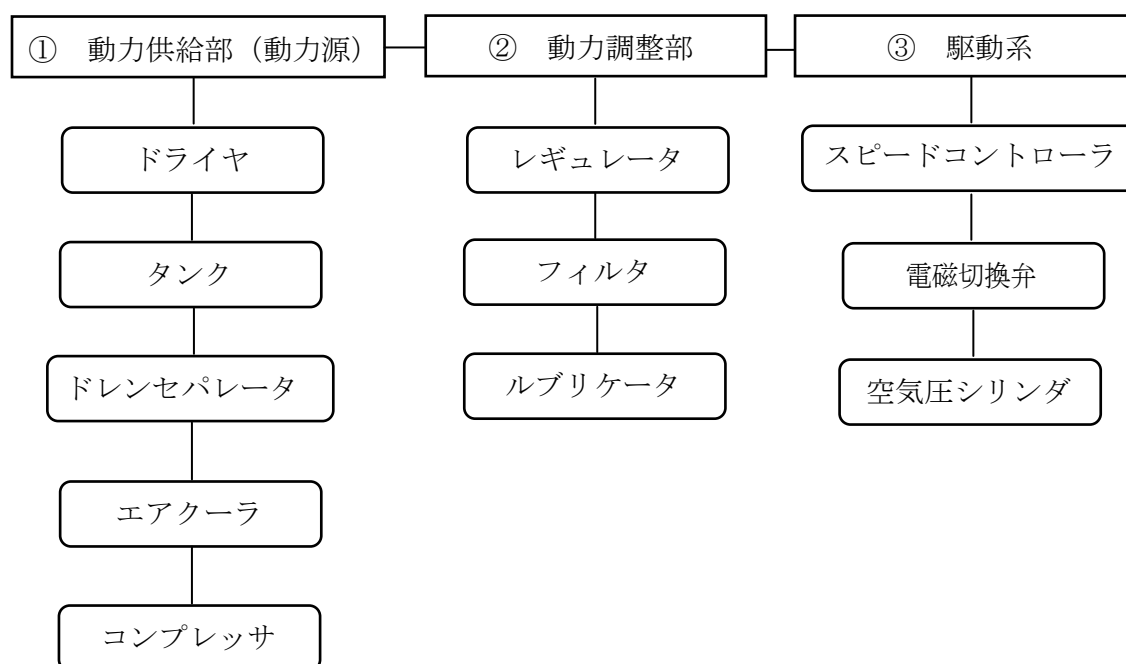 ① 動力供給部（動力源）
ドライヤ
タンク
ドレンセパレータ
エアクーラ
コンプレッサ
② 動力調整部
レギュレータ
フィルタ
ルブリケータ
③ 駆動系
スピードコントローラ
電磁切換弁
空気圧シリンダ